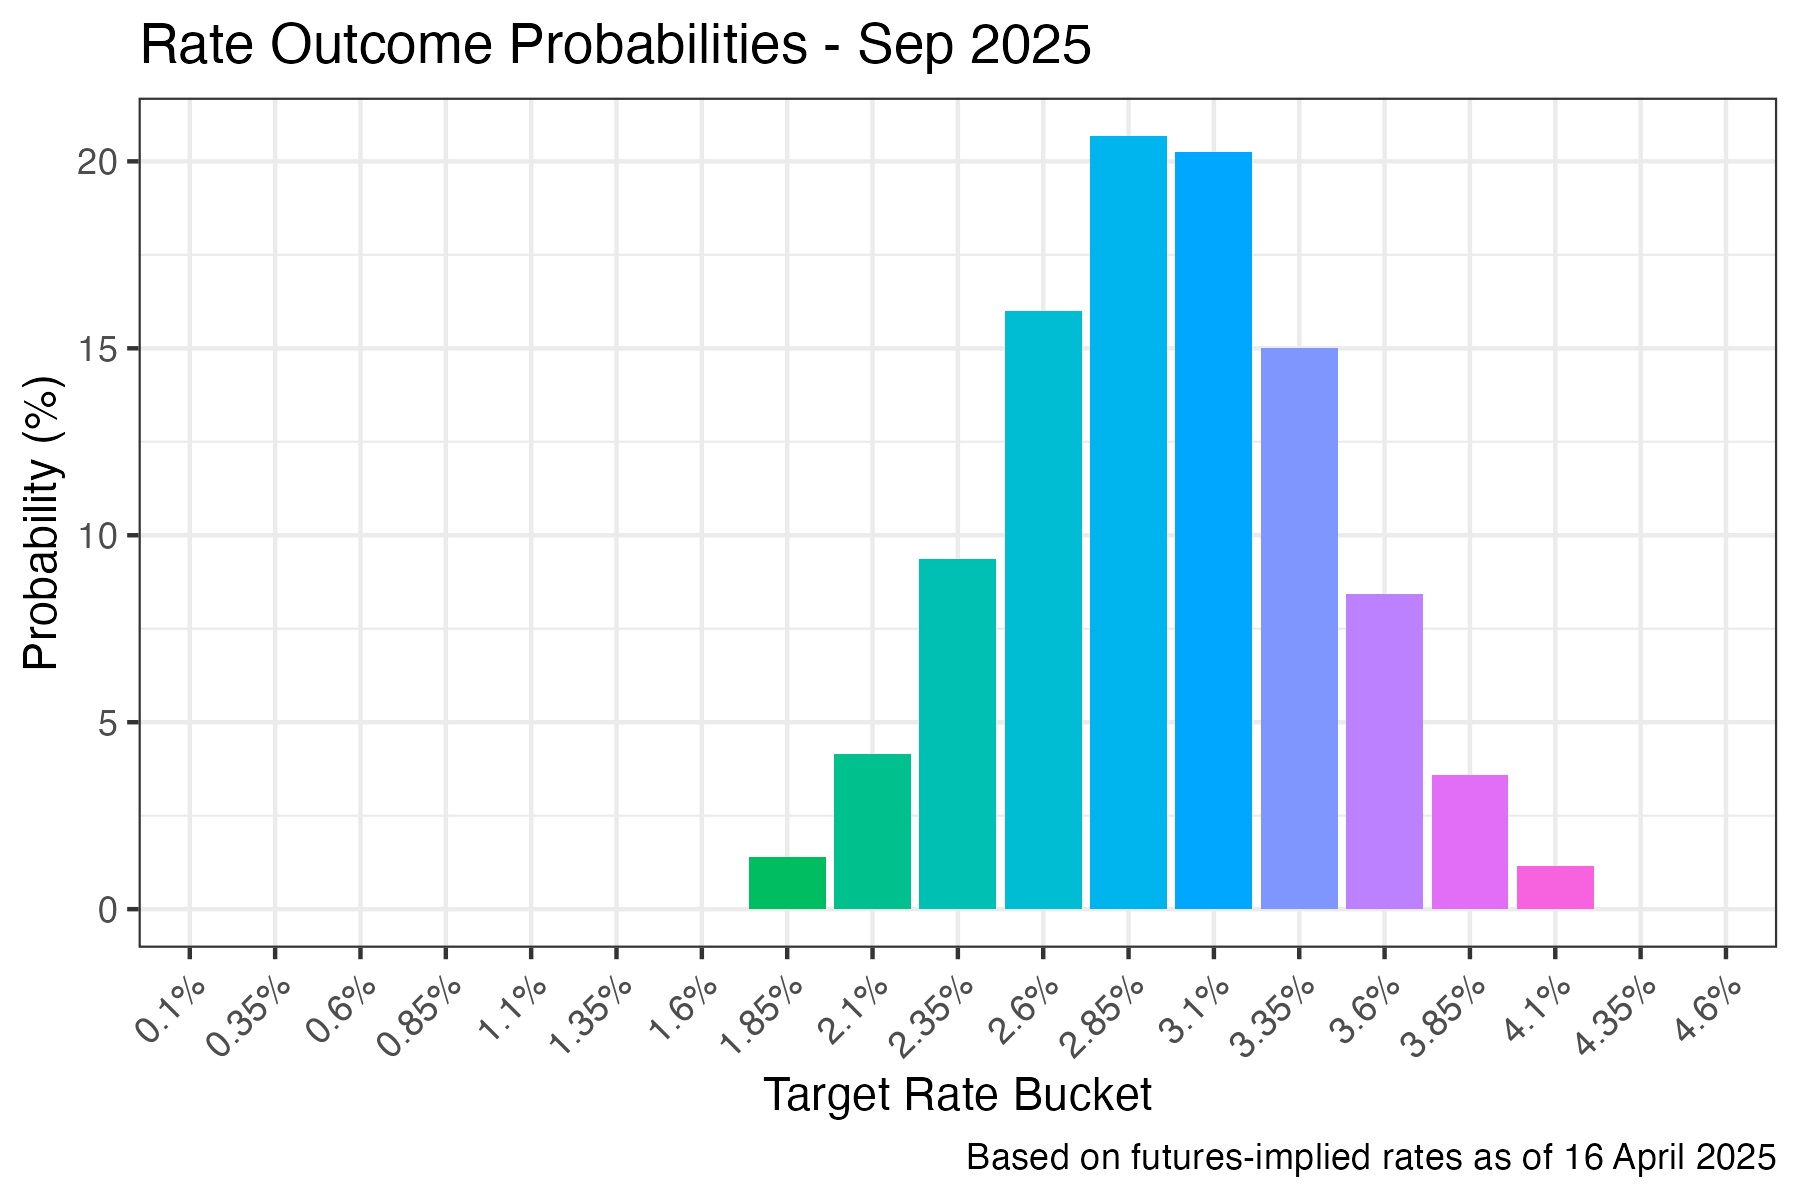 Rate Outcome Probabilities - Sep 2025
Probability (%)
20
15
10
5
0
0.1% 0.35% 0.6% 0.85% 1.1% 1.35% 1.6% 1.85% 2.1% 2.35% 2.6% 2.85% 3.1% 3.35% 3.6% 3.85% 4.1% 4.35% 4.6%
Target Rate Bucket
Based on futures-implied rates as of 16 April 2025